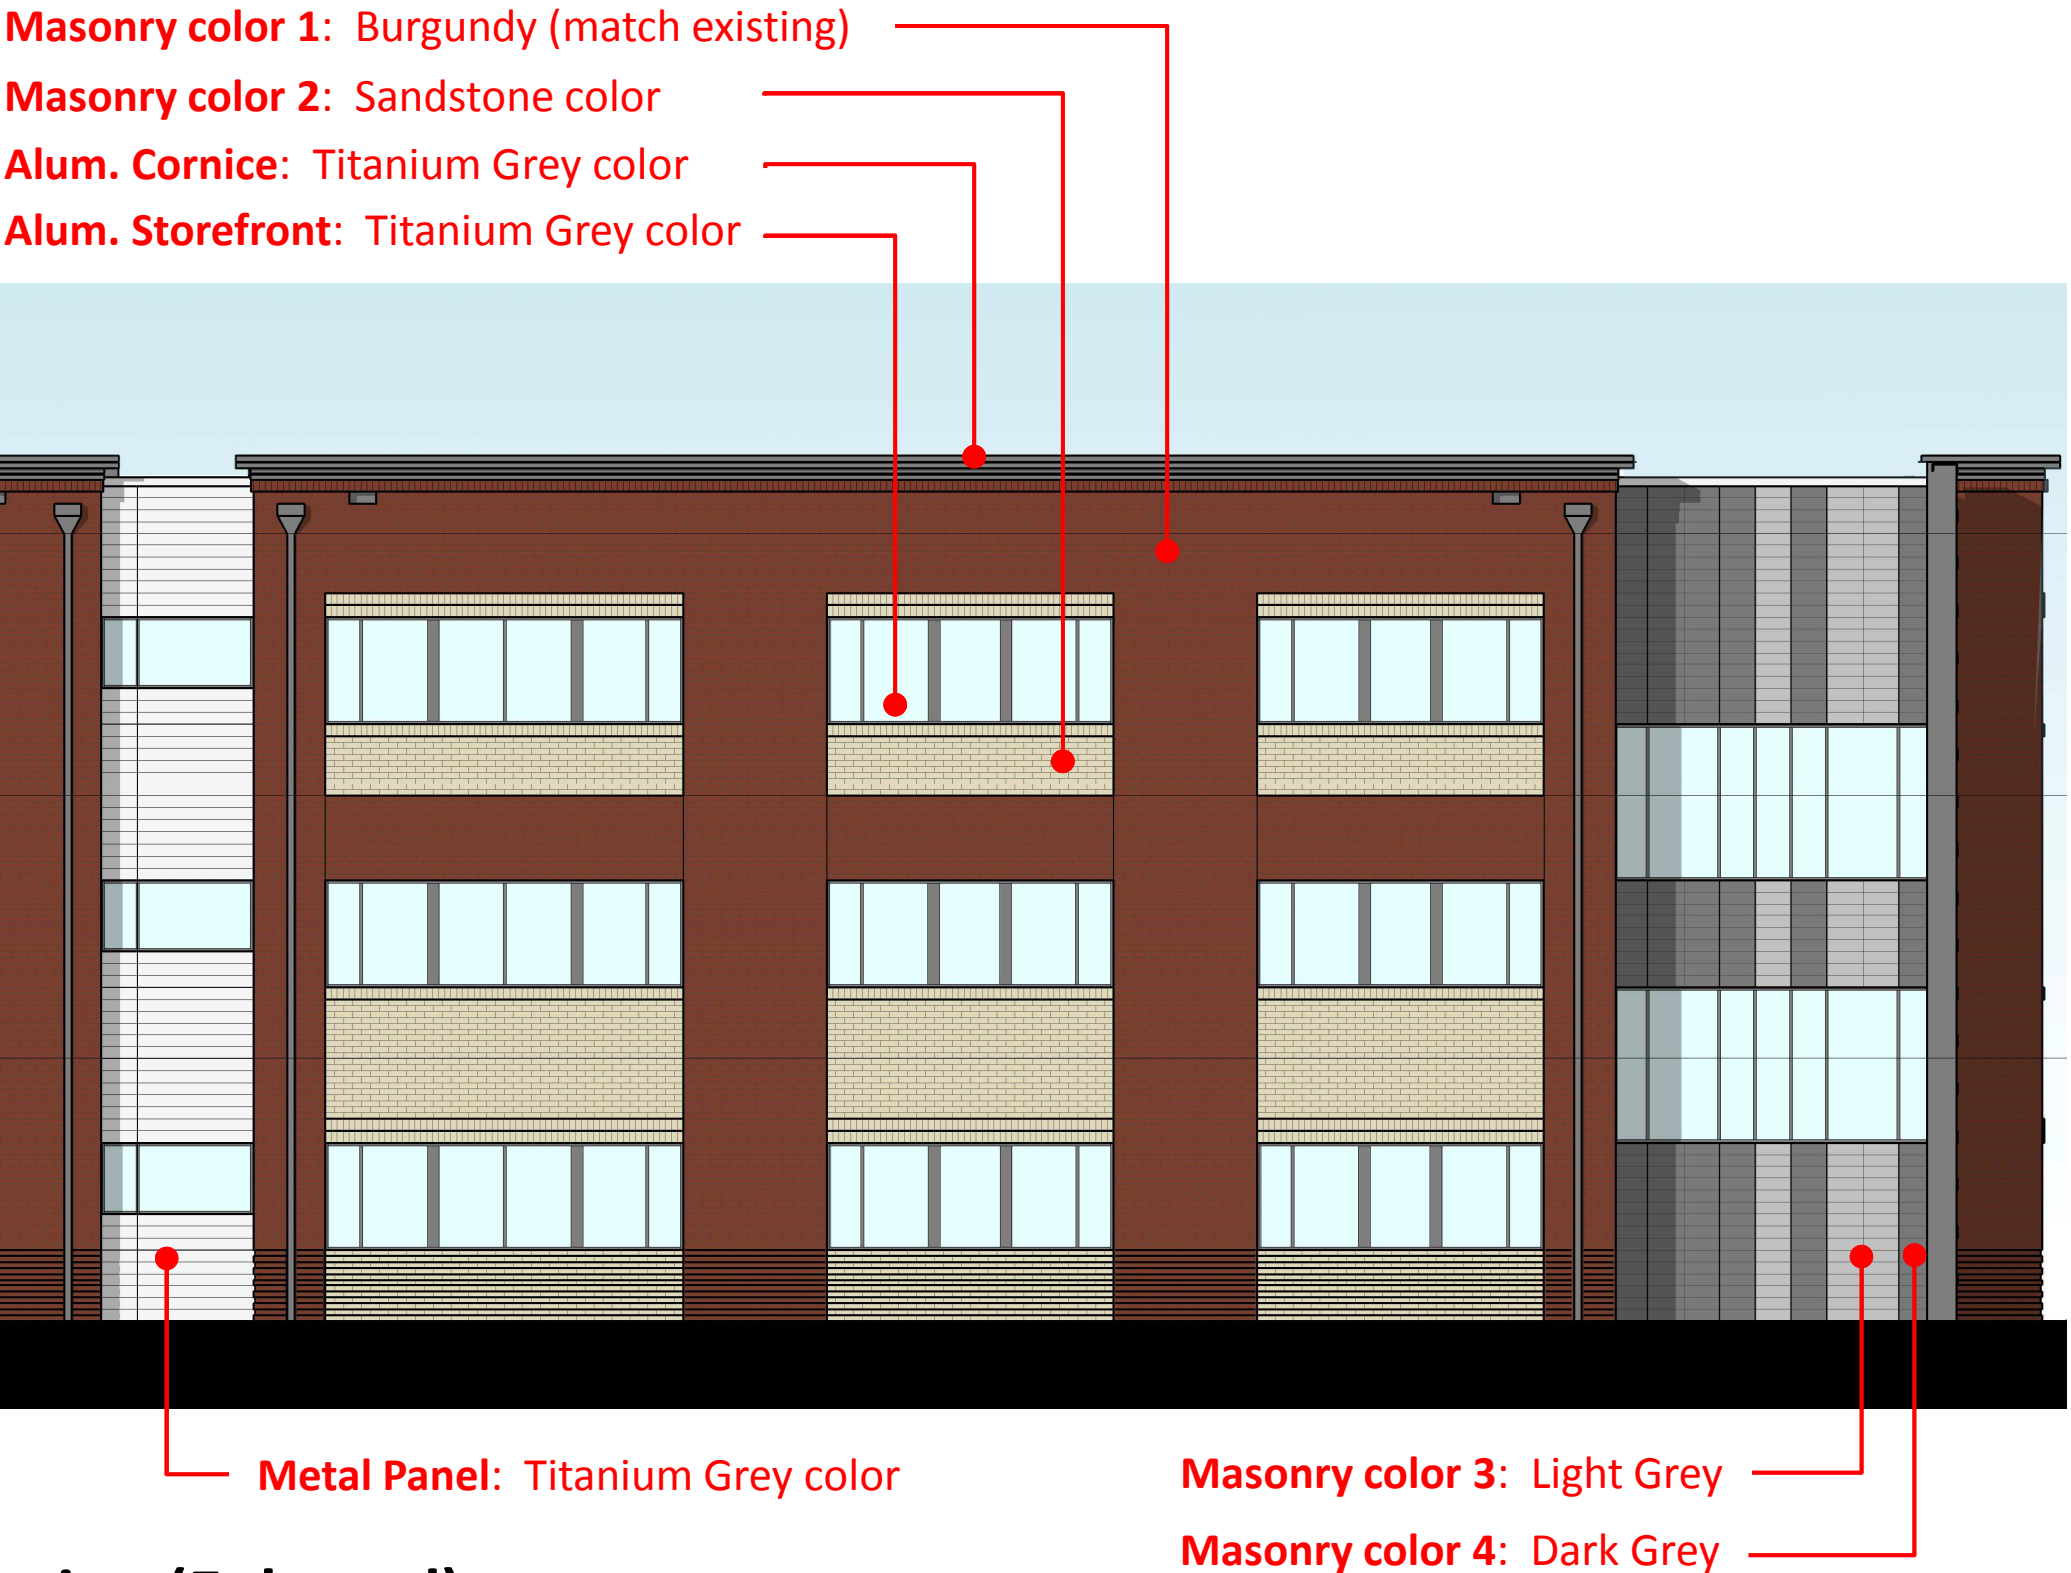 Masonry color 1: Burgundy (match existing)
Masonry color 2: Sandstone color
Alum. Cornice: Titanium Grey color
Alum. Storefront: Titanium Grey color
Metal Panel: Titanium Grey color
Masonry color 3: Light Grey
Masonry color 4: Dark Grey